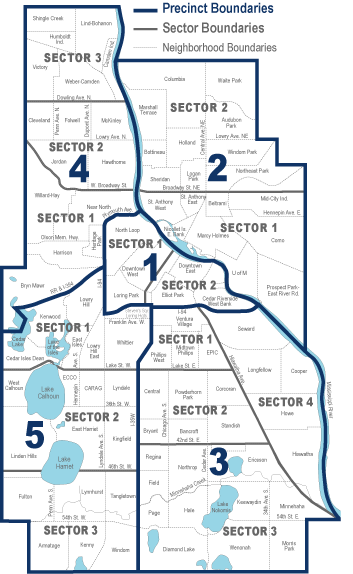 Precinct Boundaries
Sector Boundaries
Neighborhood Boundaries
Shingle Creek
Lind-Bohanon
Humboldt
Ind.
Camden Ind.
SECTOR 3
Victory
Weber-Camden
Dowling Ave. N
Cleveland
Folwell
McKinley
Penn Ave. N
Dupont Ave. N
Lowry Ave. N
SECTOR 2
4
Jordan
Hawthorne
W. Broadway
Willard-Hay
Near North
Plymouth Ave.
SECTOR 1
Olson Mem. Hwy.
Heritage
Park
Harrison
Bryn Mawr
Columbia
Waite Park
SECTOR 2
Marshall
Terrace
Audubon
Park
Central Ave. NE
Lowry Ave. NE
Holland
Bottineau
Windom Park
2
Logan
Park
Northeast Park
Sheridan
Broadway St. NE
St. Anthony
West
St. Anthony
East
Beltrami
Mid-City Ind.
Hennepin Ave. E
Nicollet Is.
E. Bank
SECTOR 1
Marcy Holmes
Como
U of M
Prospect Park-
East River Rd.
North Loop
SECTOR 1
Downtown
West
1
Downtown
East
SECTOR 2
Elliot Park
Loring Park
Cedar Riverside
West Bank
I-94
Kenwood
Lowry
Hill
SECTOR 1
Cedar
Lake
Lake
of the
Isles
East
Isles
Lowry
Hill
East
Cedar Isles Dean
Franklin Ave. W
Whittier
Lake St. W
West
Calhoun
ECCO
CARAG
Lyndale
Lake
Calhoun
Hennepin
36th St. W
I-35W
SECTOR 2
East Harriet
5
Kingfield
Lyndale Ave. S
Linden Hills
Lake
Harriet
46th St. W
Fulton
Lynnhurst
Tangletown
Penn Ave. S
54th St. W
SECTOR 3
Armatage
Kenny
Windom
I-94
Ventura
Village
Seward
SECTOR 1
Phillips
West
Midtown
Phillips
EPIC
Lake St. E
Hiawatha Ave.
Longfellow
Cooper
Mississippi River
Central
Powderhorn
Park
Corcoran
SECTOR 2
SECTOR 4
Howe
Chicago Ave. S
Bryant
Bancroft
Standish
42nd St. E
Regina
Northrop
3
Cedar Ave.
Ericsson
Hiawatha
Field
Minnehaha Creek
Page
Hale
Lake
Nokomis
Keewaydin
34th Ave. S
Minnehaha
54th St. E
SECTOR 3
Diamond Lake
Wenonah
Morris
Park